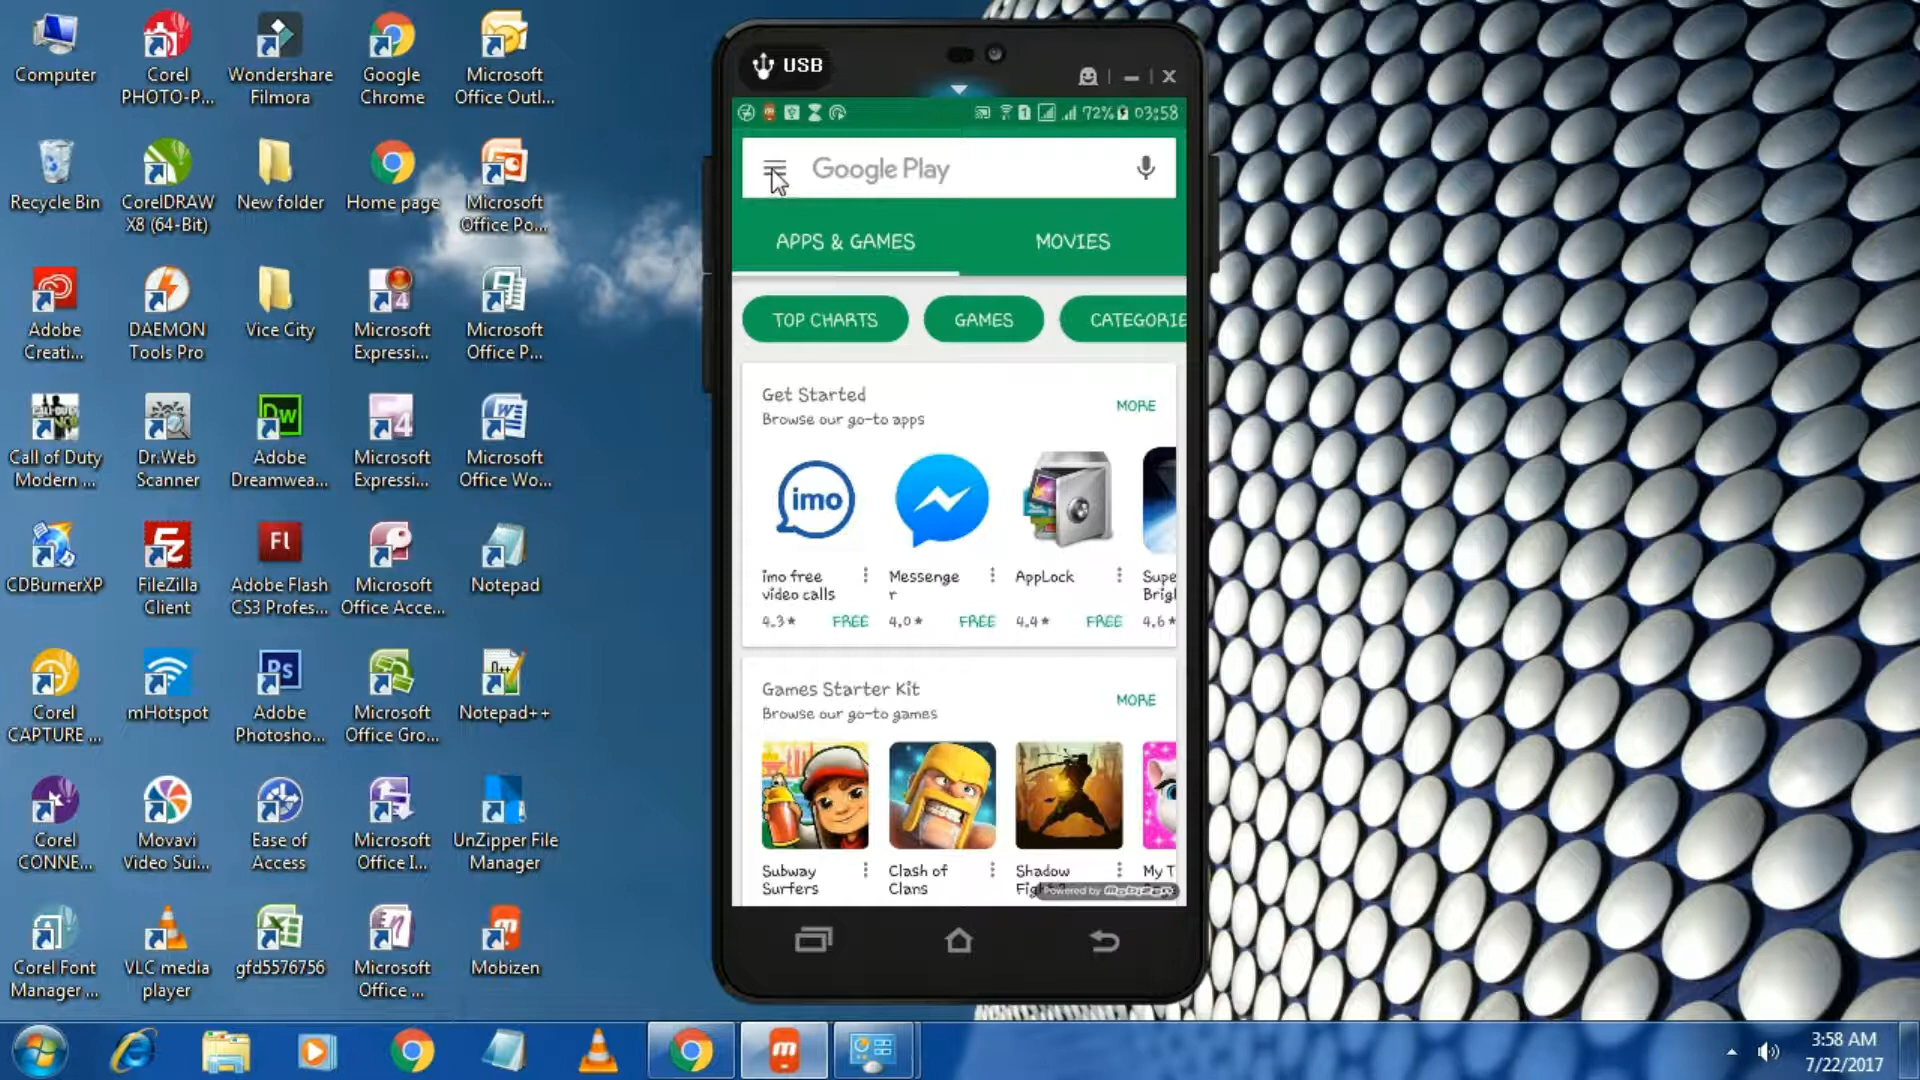 Computer
Corel
PHOTO-P...
Wondershare
Filmora
Google
Chrome
Microsoft
Office Outl...
Recycle Bin
CorelDRAW
X8 (64-Bit)
New folder
Home page
Microsoft
Office Po...
Adobe
Creati...
DAEMON
Tools Pro
Vice City
Microsoft
Expressi...
Microsoft
Office P...
Call of Duty
Modern ...
Dr.Web
Scanner
Adobe
Dreamwea...
Microsoft
Expressi...
Microsoft
Office Wo...
CDBurnerXP
FileZilla
Client
Adobe Flash
CS3 Profes...
Microsoft
Office Acce...
Notepad
Corel
CAPTURE ...
mHotspot
Adobe
Photosho...
Microsoft
Office Gro...
Notepad++
Corel
CONNE...
Movavi
Video Sui...
Ease of
Access
Microsoft
Office I...
UnZipper File
Manager
Corel Font
Manager ...
VLC media
player
gfd5576756
Microsoft
Office ...
Mobizen
USB
72% 03:58
Google Play
APPS & GAMES
MOVIES
TOP CHARTS
GAMES
CATEGORIE
Get Started
Browse our go-to apps
MORE
imo
imo free
video calls
4.3★ FREE
Messenge
r
4.0★ FREE
AppLock
4.4★ FREE
Supe
Brig
4.6★
Games Starter Kit
Browse our go-to games
MORE
Subway
Surfers
Clash of
Clans
Shadow
My T
Powered by mobizen
3:58 AM
7/22/2017